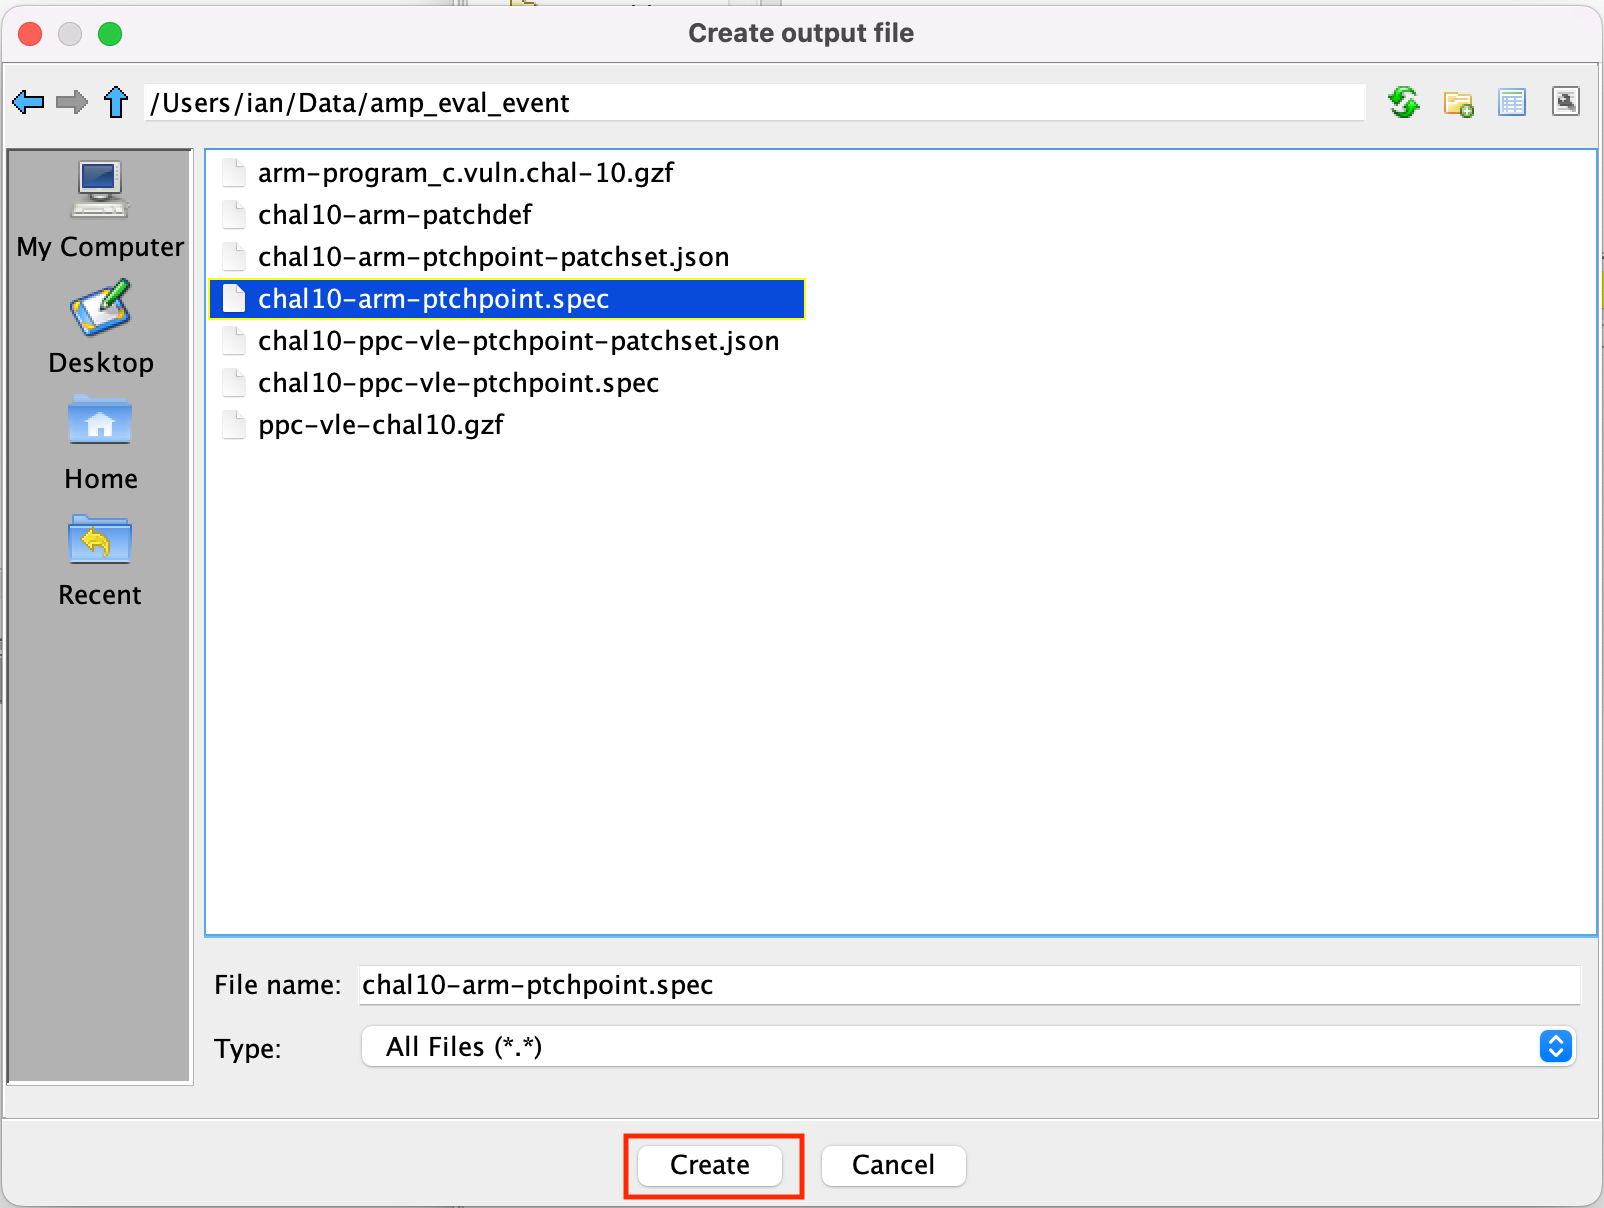 Create output file
/Users/ian/Data/amp_eval_event
My Computer
Desktop
Home
Recent
arm-program_c.vuln.chal-10.gzf
chal10-arm-patchdef
chal10-arm-ptchpoint-patchset.json
chal10-arm-ptchpoint.spec
chal10-ppc-vle-ptchpoint-patchset.json
chal10-ppc-vle-ptchpoint.spec
ppc-vle-chal10.gzf
File name: chal10-arm-ptchpoint.spec
Type: All Files (*.*)
Create Cancel